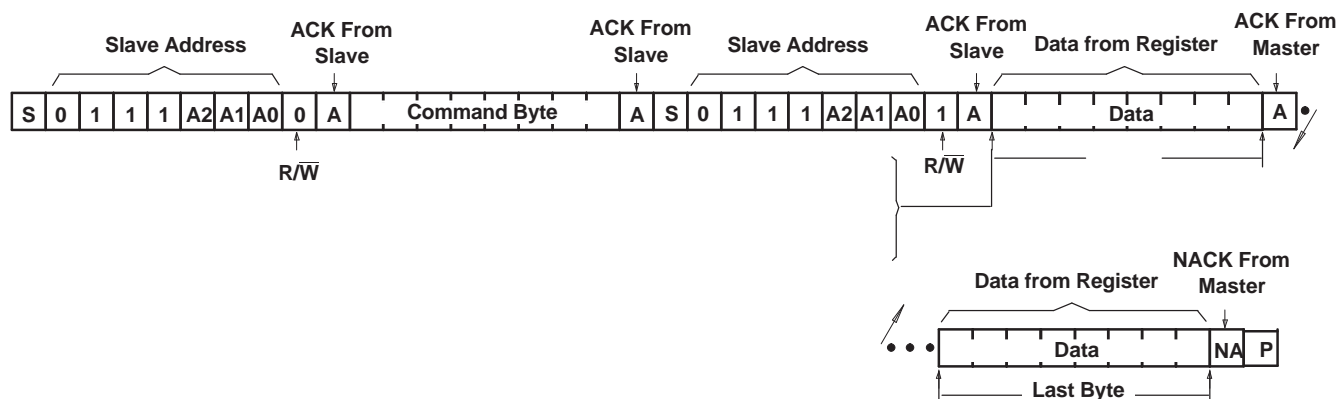 Slave Address
ACK From
Slave
ACK From
Slave
Slave Address
ACK From
Slave
Data from Register
ACK From
Master
S 0 1 1 1 A2 A1 A0 0 A Command Byte A S 0 1 1 1 A2 A1 A0 1 A Data A
R/W̅
R/W̅
Data from Register
NACK From
Master
Data NA P
Last Byte